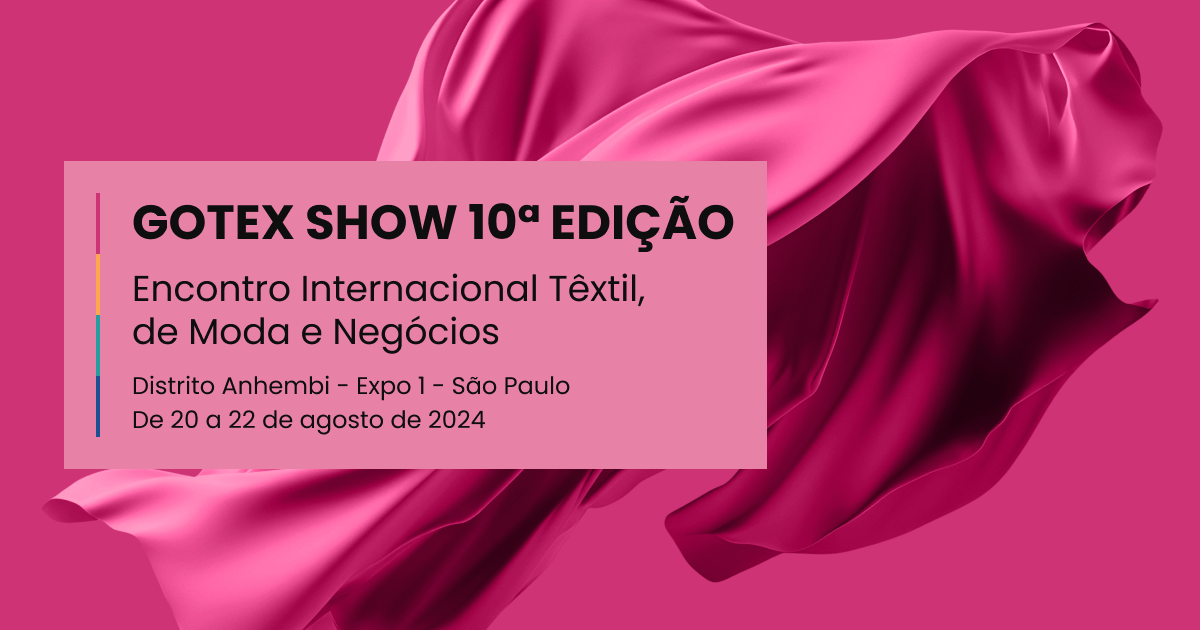 GOTEX SHOW 10ª EDIÇÃO
Encontro Internacional Têxtil,
de Moda e Negócios
Distrito Anhembi - Expo 1 - São Paulo
De 20 a 22 de agosto de 2024